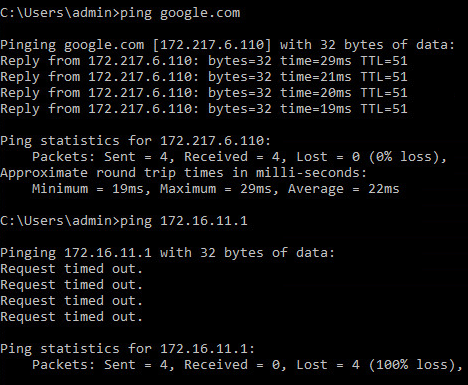 C:\Users\admin>ping google.com
Pinging google.com [172.217.6.110] with 32 bytes of data:
Reply from 172.217.6.110: bytes=32 time=29ms TTL=51
Reply from 172.217.6.110: bytes=32 time=21ms TTL=51
Reply from 172.217.6.110: bytes=32 time=20ms TTL=51
Reply from 172.217.6.110: bytes=32 time=19ms TTL=51
Ping statistics for 172.217.6.110:
    Packets: Sent = 4, Received = 4, Lost = 0 (0% loss),
Approximate round trip times in milli-seconds:
    Minimum = 19ms, Maximum = 29ms, Average = 22ms
C:\Users\admin>ping 172.16.11.1
Pinging 172.16.11.1 with 32 bytes of data:
Request timed out.
Request timed out.
Request timed out.
Request timed out.
Ping statistics for 172.16.11.1:
    Packets: Sent = 4, Received = 0, Lost = 4 (100% loss),